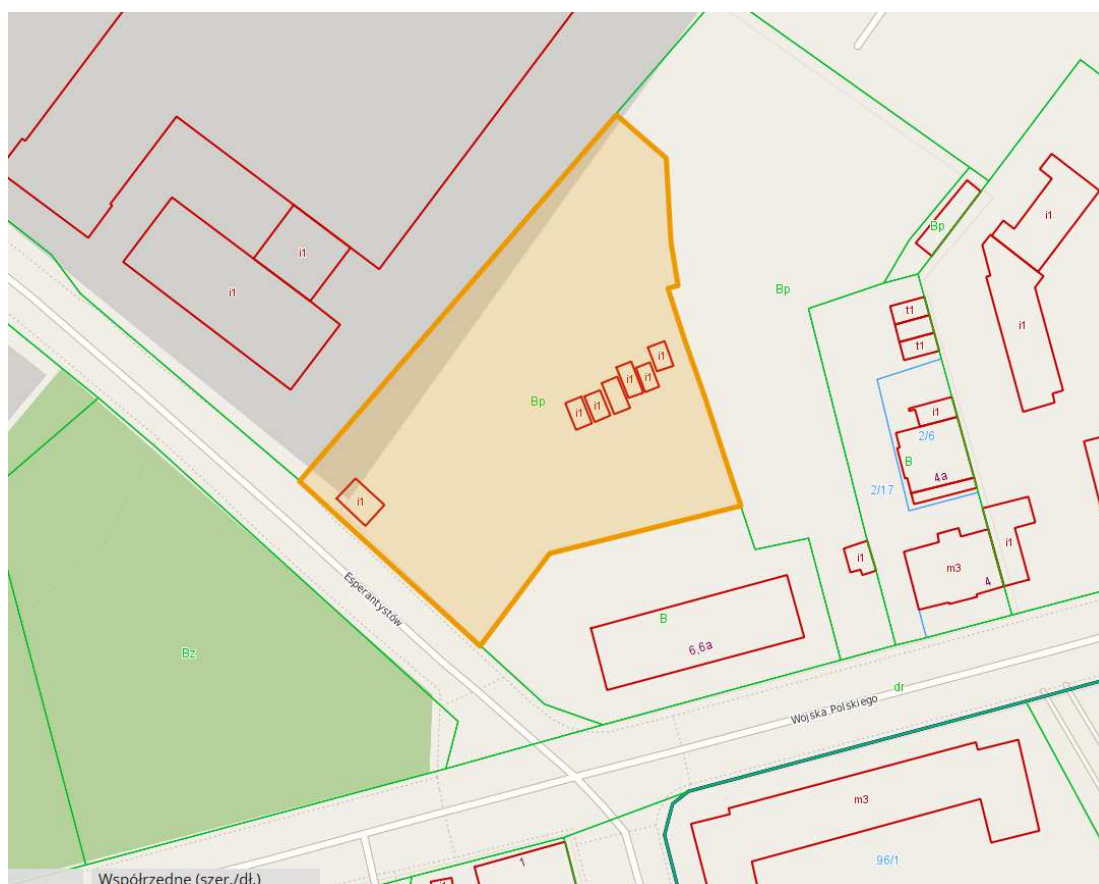 i1
i1
Bp
i1
Bp
t1
t1
i1
i1
i1
i1
i1
i1
Bp
i1
2/6
B
4a
2/17
i1
i1
m3
4
i1
Esperantystów
B
6,6a
Bz
dr
Wojska Polskiego
m3
96/1
1
i1
Współrzędne (szer./dł.)